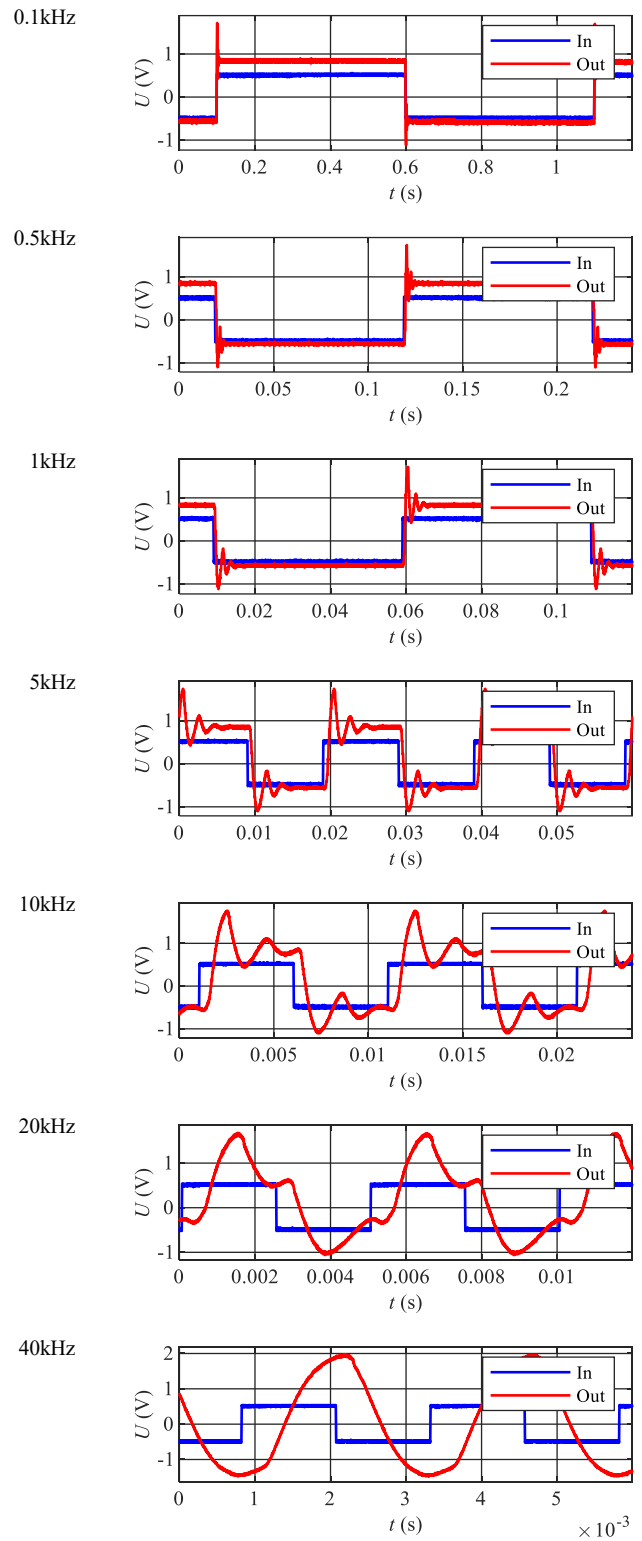 0.1kHz
U (V)
1
0
-1
In
Out
0 0.2 0.4 0.6 0.8 1
t (s)
0.5kHz
U (V)
1
0
-1
In
Out
0 0.05 0.1 0.15 0.2
t (s)
1kHz
U (V)
1
0
-1
In
Out
0 0.02 0.04 0.06 0.08 0.1
t (s)
5kHz
U (V)
1
0
-1
In
Out
0 0.01 0.02 0.03 0.04 0.05
t (s)
10kHz
U (V)
1
0
-1
In
Out
0 0.005 0.01 0.015 0.02
t (s)
20kHz
U (V)
1
0
-1
In
Out
0 0.002 0.004 0.006 0.008 0.01
t (s)
40kHz
U (V)
2
1
0
-1
In
Out
0 1 2 3 4 5
t (s)
×10⁻³